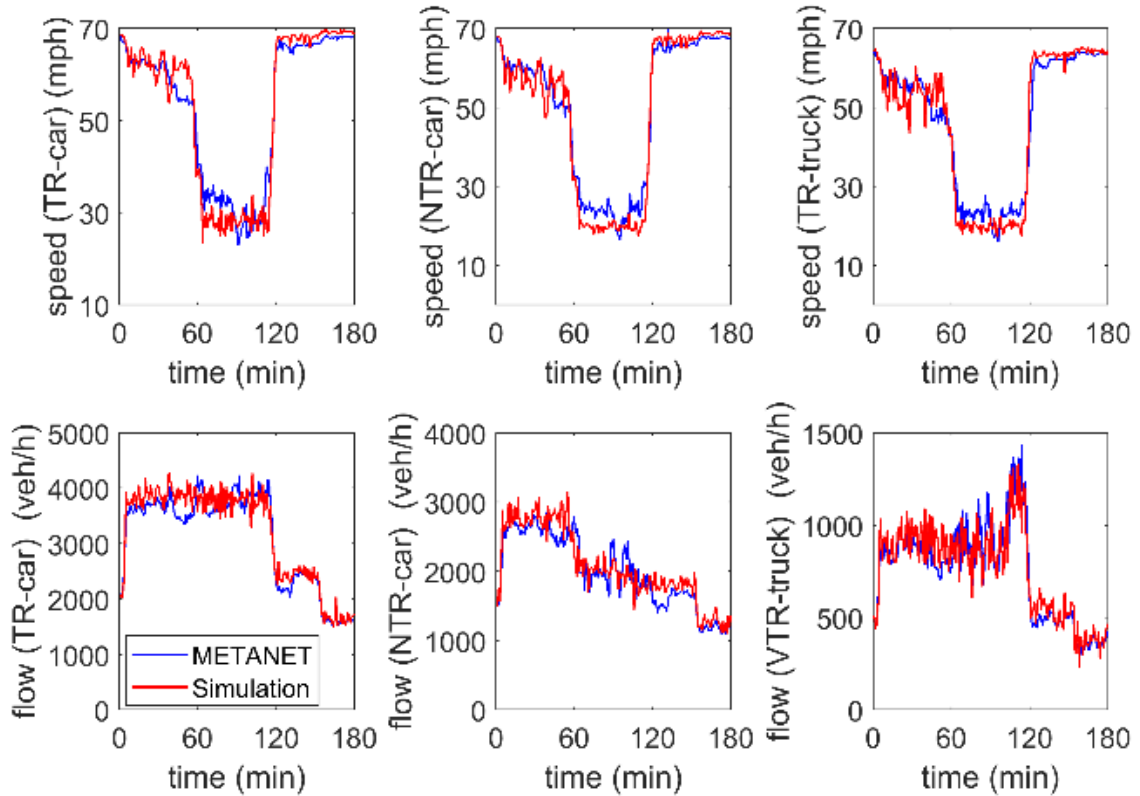 speed (TR-car) (mph)
70
50
30
10
0 60 120 180
time (min)
speed (NTR-car) (mph)
70
50
30
10
0 60 120 180
time (min)
speed (TR-truck) (mph)
70
50
30
10
0 60 120 180
time (min)
flow (TR-car) (veh/h)
5000
4000
3000
2000
1000
0
METANET
Simulation
0 60 120 180
time (min)
flow (NTR-car) (veh/h)
4000
3000
2000
1000
0
0 60 120 180
time (min)
flow (VTR-truck) (veh/h)
1500
1000
500
0
0 60 120 180
time (min)